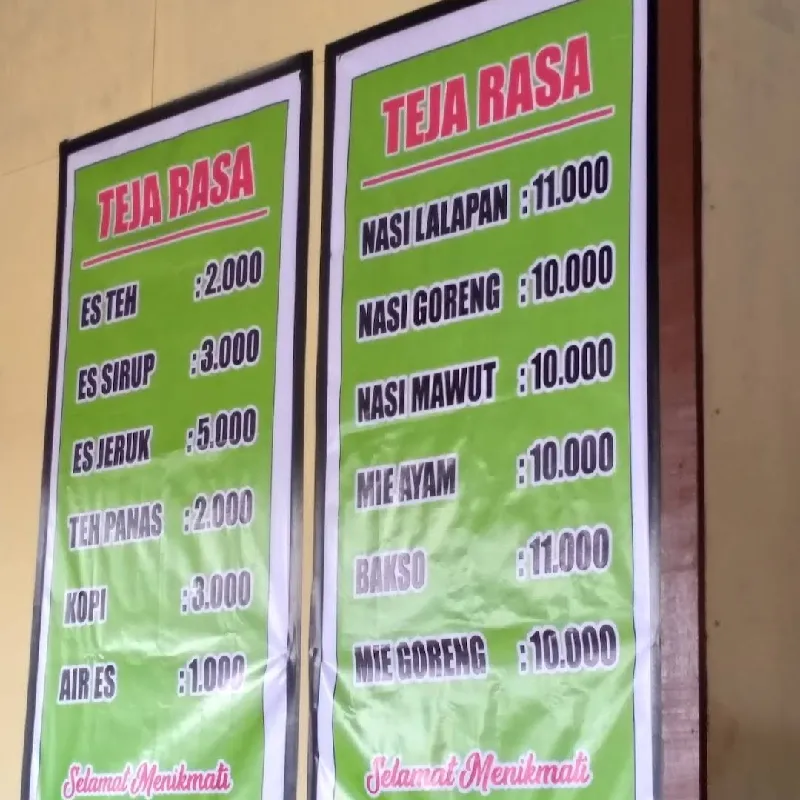 TEJA RASA
ES TEH : 2.000
ES SIRUP : 3.000
ES JERUK : 5.000
TEH PANAS : 2.000
KOPI : 3.000
AIR ES : 1.000
Selamat Menikmati
TEJA RASA
NASI LALAPAN : 11.000
NASI GORENG : 10.000
NASI MAWUT : 10.000
MIE AYAM : 10.000
BAKSO : 11.000
MIE GORENG : 10.000
Selamat Menikmati